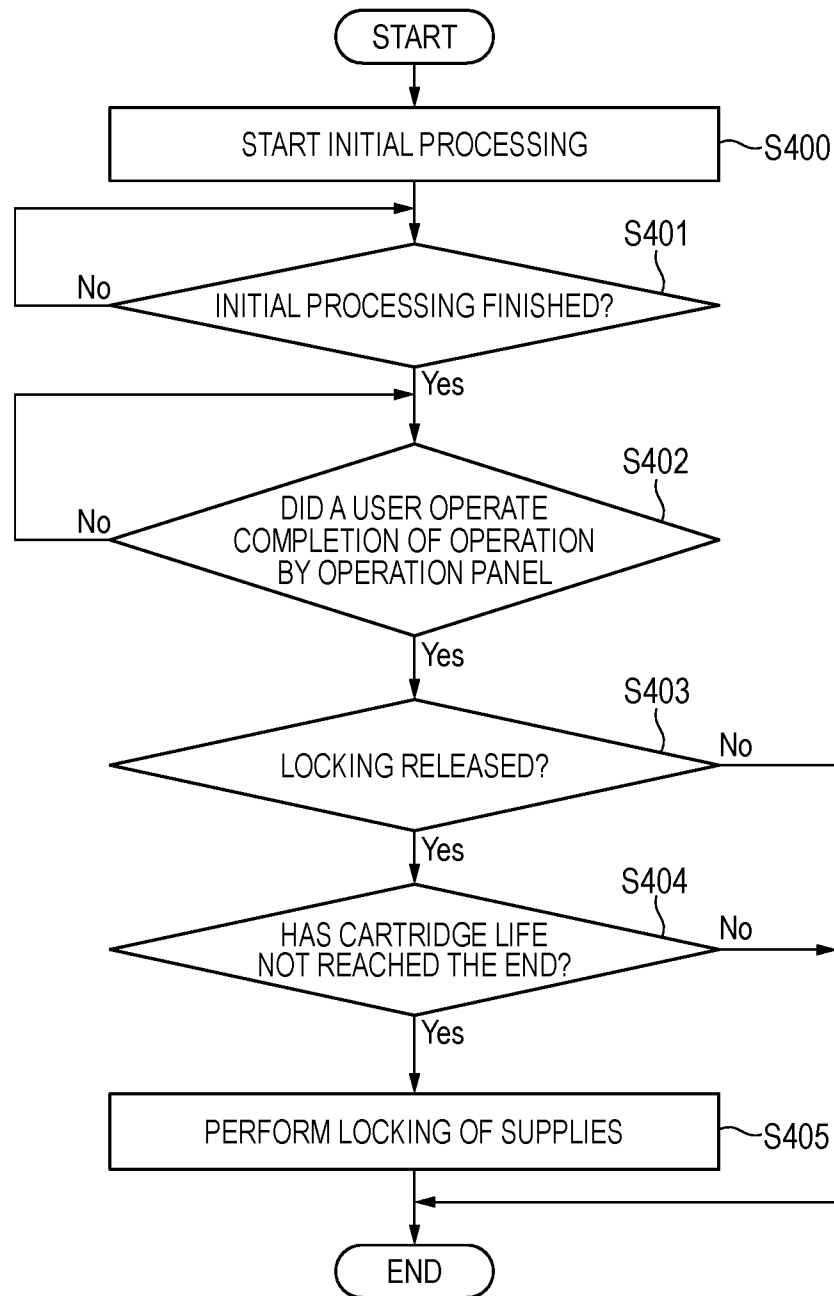 START
START INITIAL PROCESSING
S400
S401
No
INITIAL PROCESSING FINISHED?
Yes
S402
No
DID A USER OPERATE
COMPLETION OF OPERATION
BY OPERATION PANEL
Yes
S403
LOCKING RELEASED?
No
Yes
S404
HAS CARTRIDGE LIFE
NOT REACHED THE END?
No
Yes
PERFORM LOCKING OF SUPPLIES
S405
END